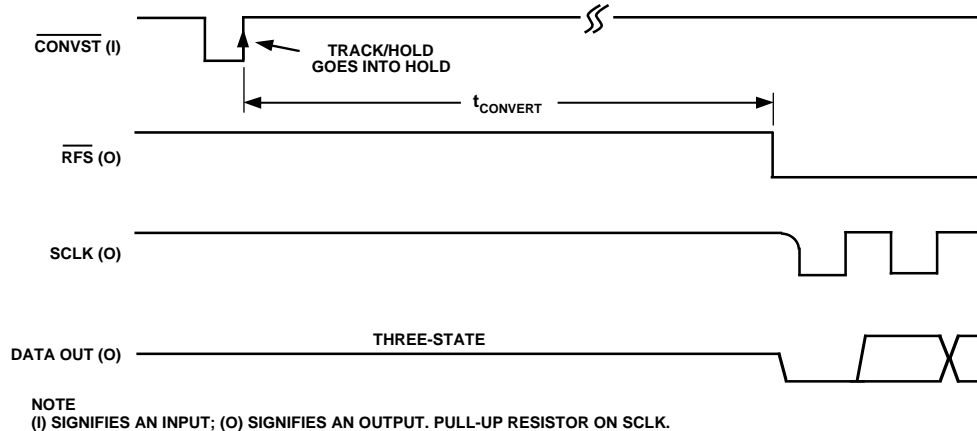 CONVST (I)
TRACK/HOLD
GOES INTO HOLD
tCONVERT
RFS (O)
SCLK (O)
THREE-STATE
DATA OUT (O)
NOTE
(I) SIGNIFIES AN INPUT; (O) SIGNIFIES AN OUTPUT. PULL-UP RESISTOR ON SCLK.